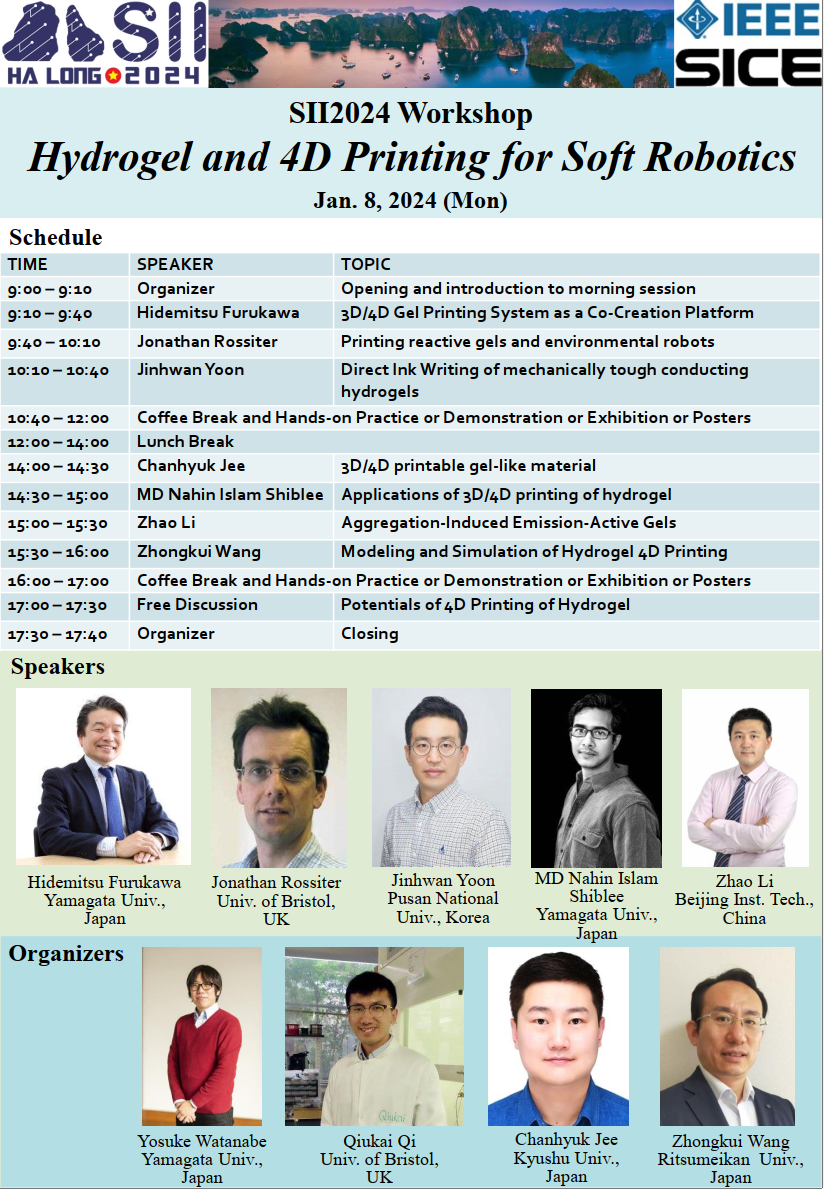 SII
HA LONG 2024
IEEE
SICE
SII2024 Workshop
Hydrogel and 4D Printing for Soft Robotics
Jan. 8, 2024 (Mon)
Schedule
TIME SPEAKER TOPIC
9:00 – 9:10 Organizer Opening and introduction to morning session
9:10 – 9:40 Hidemitsu Furukawa 3D/4D Gel Printing System as a Co-Creation Platform
9:40 – 10:10 Jonathan Rossiter Printing reactive gels and environmental robots
10:10 – 10:40 Jinhwan Yoon Direct Ink Writing of mechanically tough conducting
hydrogels
10:40 – 12:00 Coffee Break and Hands-on Practice or Demonstration or Exhibition or Posters
12:00 – 14:00 Lunch Break
14:00 – 14:30 Chanhyuk Jee 3D/4D printable gel-like material
14:30 – 15:00 MD Nahin Islam Shiblee Applications of 3D/4D printing of hydrogel
15:00 – 15:30 Zhao Li Aggregation-Induced Emission-Active Gels
15:30 – 16:00 Zhongkui Wang Modeling and Simulation of Hydrogel 4D Printing
16:00 – 17:00 Coffee Break and Hands-on Practice or Demonstration or Exhibition or Posters
17:00 – 17:30 Free Discussion Potentials of 4D Printing of Hydrogel
17:30 – 17:40 Organizer Closing
Speakers
Hidemitsu Furukawa
Yamagata Univ.,
Japan
Jonathan Rossiter
Univ. of Bristol,
UK
Jinhwan Yoon
Pusan National
Univ., Korea
MD Nahin Islam
Shiblee
Yamagata Univ.,
Japan
Zhao Li
Beijing Inst. Tech.,
China
Organizers
Qiukai
Yosuke Watanabe
Yamagata Univ.,
Japan
Qiukai Qi
Univ. of Bristol,
UK
Chanhyuk Jee
Kyushu Univ.,
Japan
Zhongkui Wang
Ritsumeikan Univ.,
Japan